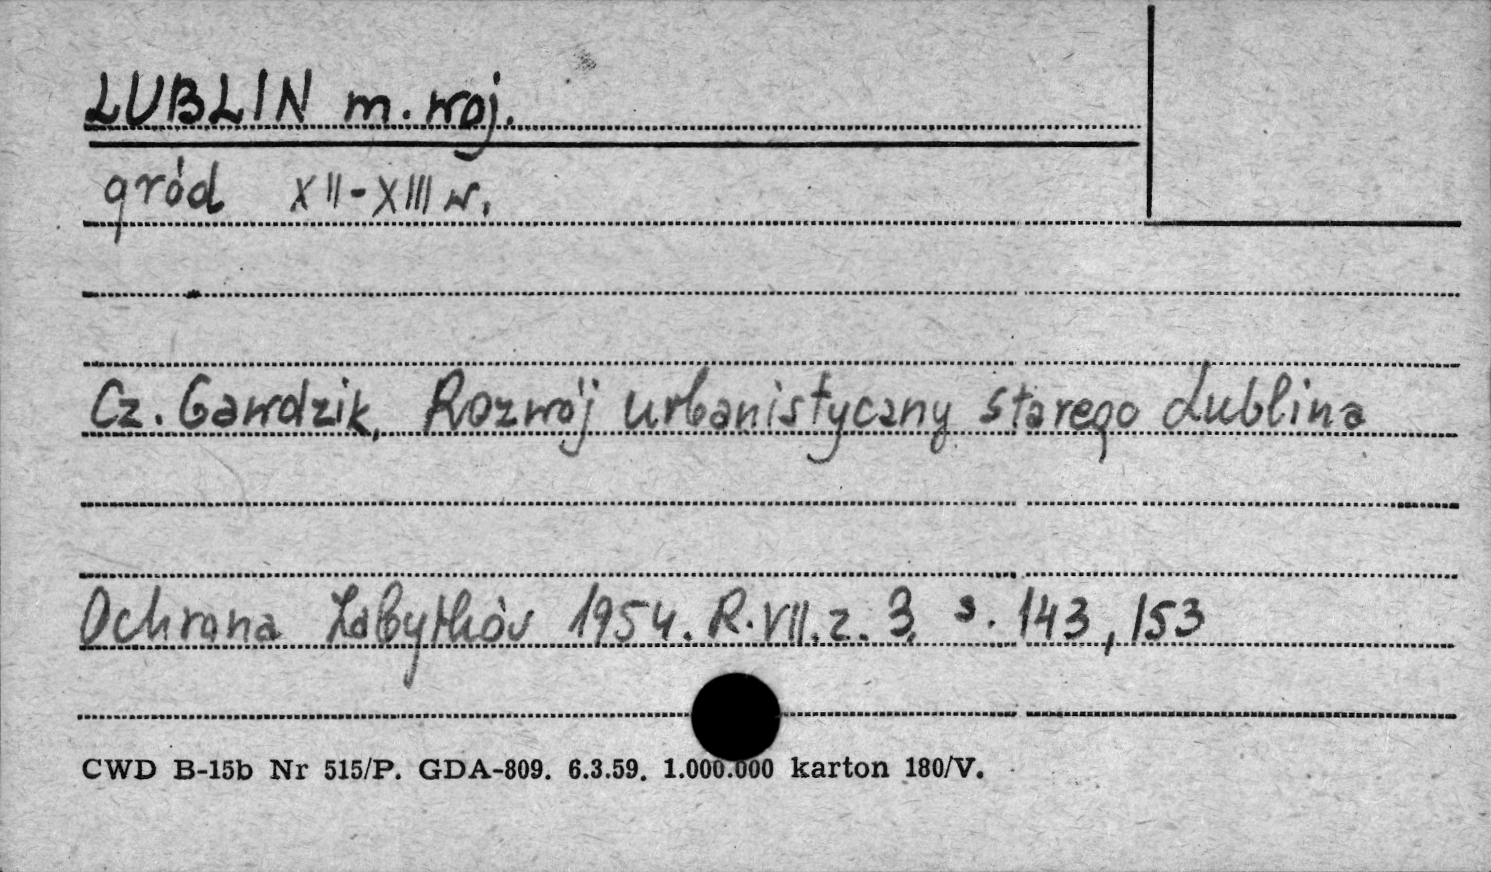 LUBLIN m. woj.
gród XII-XIII w.
Cz. Gawdzik, Rozwój urbanistyczny starego Lublina
Ochrona Zabytków 1954. R. VII. z. 3. s. 143, 153
CWD B-15b Nr 515/P. GDA-809. 6.3.59. 1.000.000 karton 180/V.